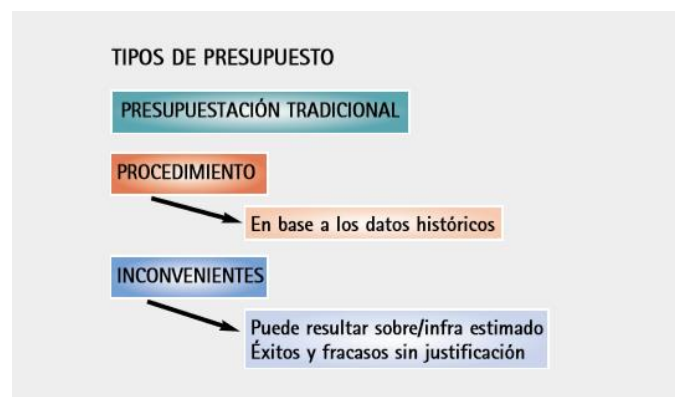 TIPOS DE PRESUPUESTO
PRESUPUESTACIÓN TRADICIONAL
PROCEDIMIENTO
En base a los datos históricos
INCONVENIENTES
Puede resultar sobre/infra estimado
Éxitos y fracasos sin justificación